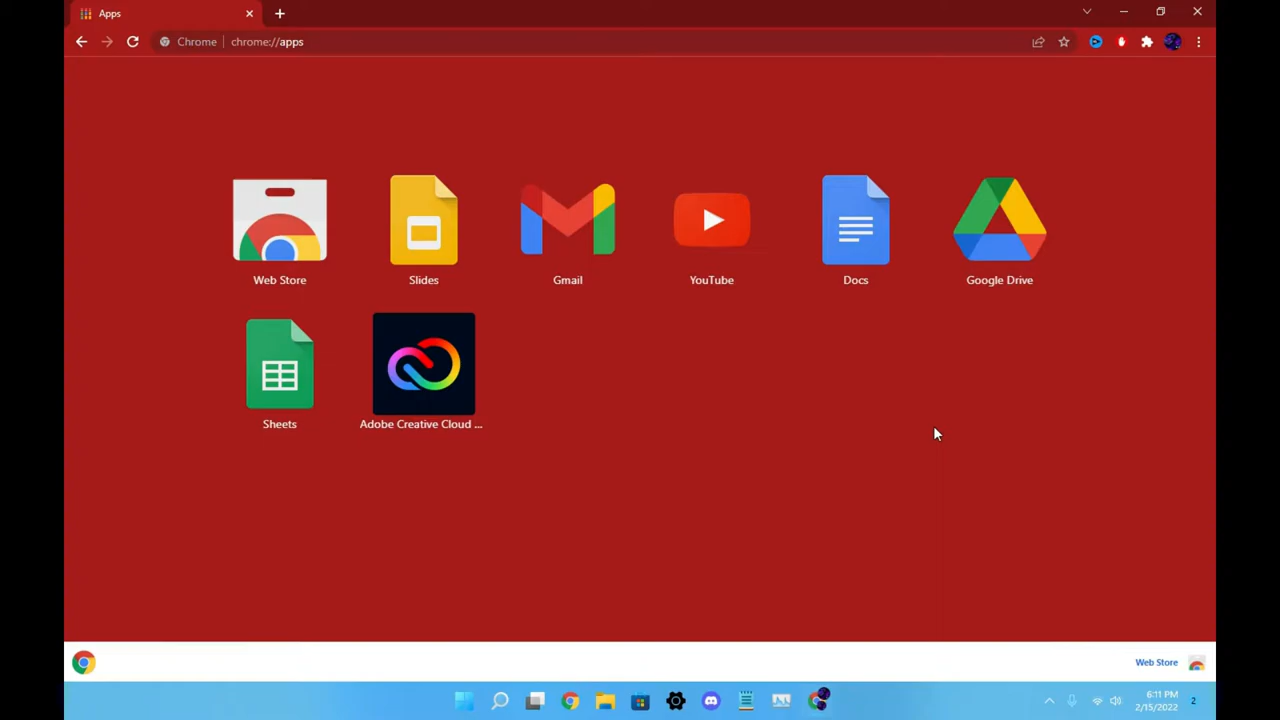 Apps
Chrome chrome://apps
Web Store
Slides
Gmail
YouTube
Docs
Google Drive
Sheets
Adobe Creative Cloud ...
Web Store
6:11 PM
2/15/2022
2